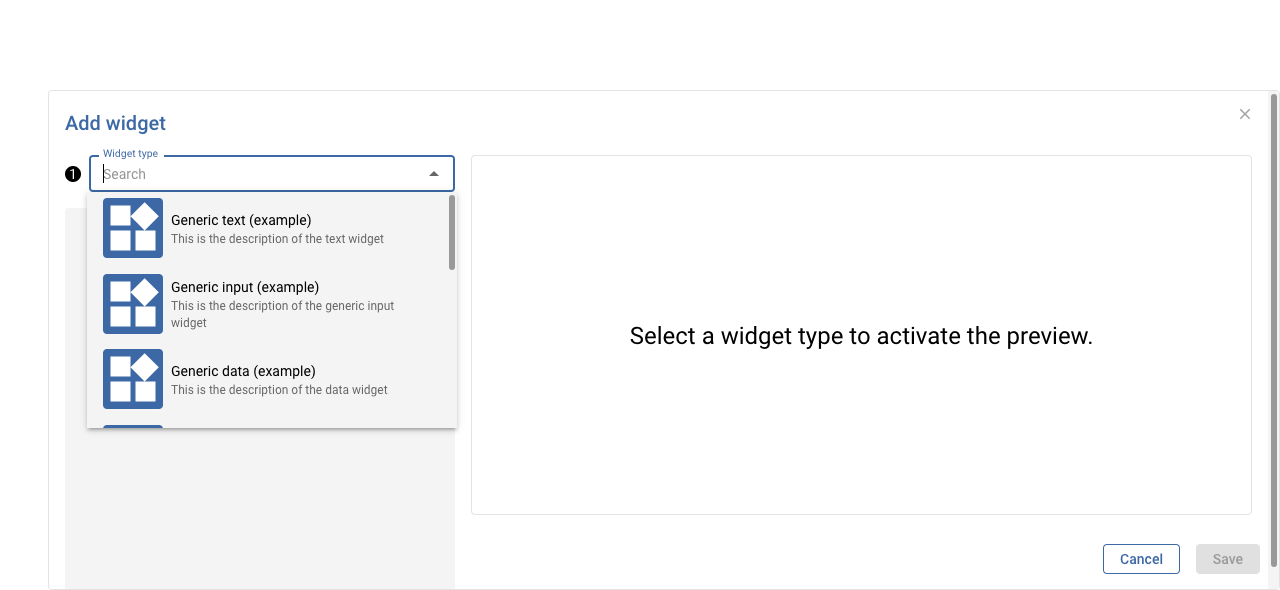 Add widget
Widget type
1
Search
Generic text (example)
This is the description of the text widget
Generic input (example)
This is the description of the generic input
widget
Generic data (example)
This is the description of the data widget
Select a widget type to activate the preview.
Cancel
Save